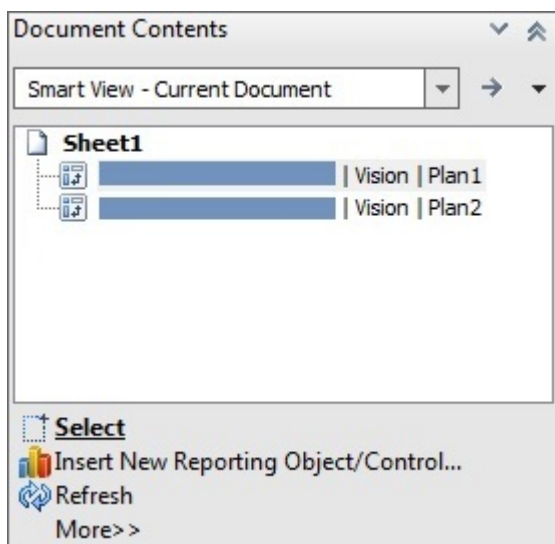 Document Contents
Smart View - Current Document
Sheet1
| Vision | Plan1
| Vision | Plan2
Select
Insert New Reporting Object/Control...
Refresh
More>>